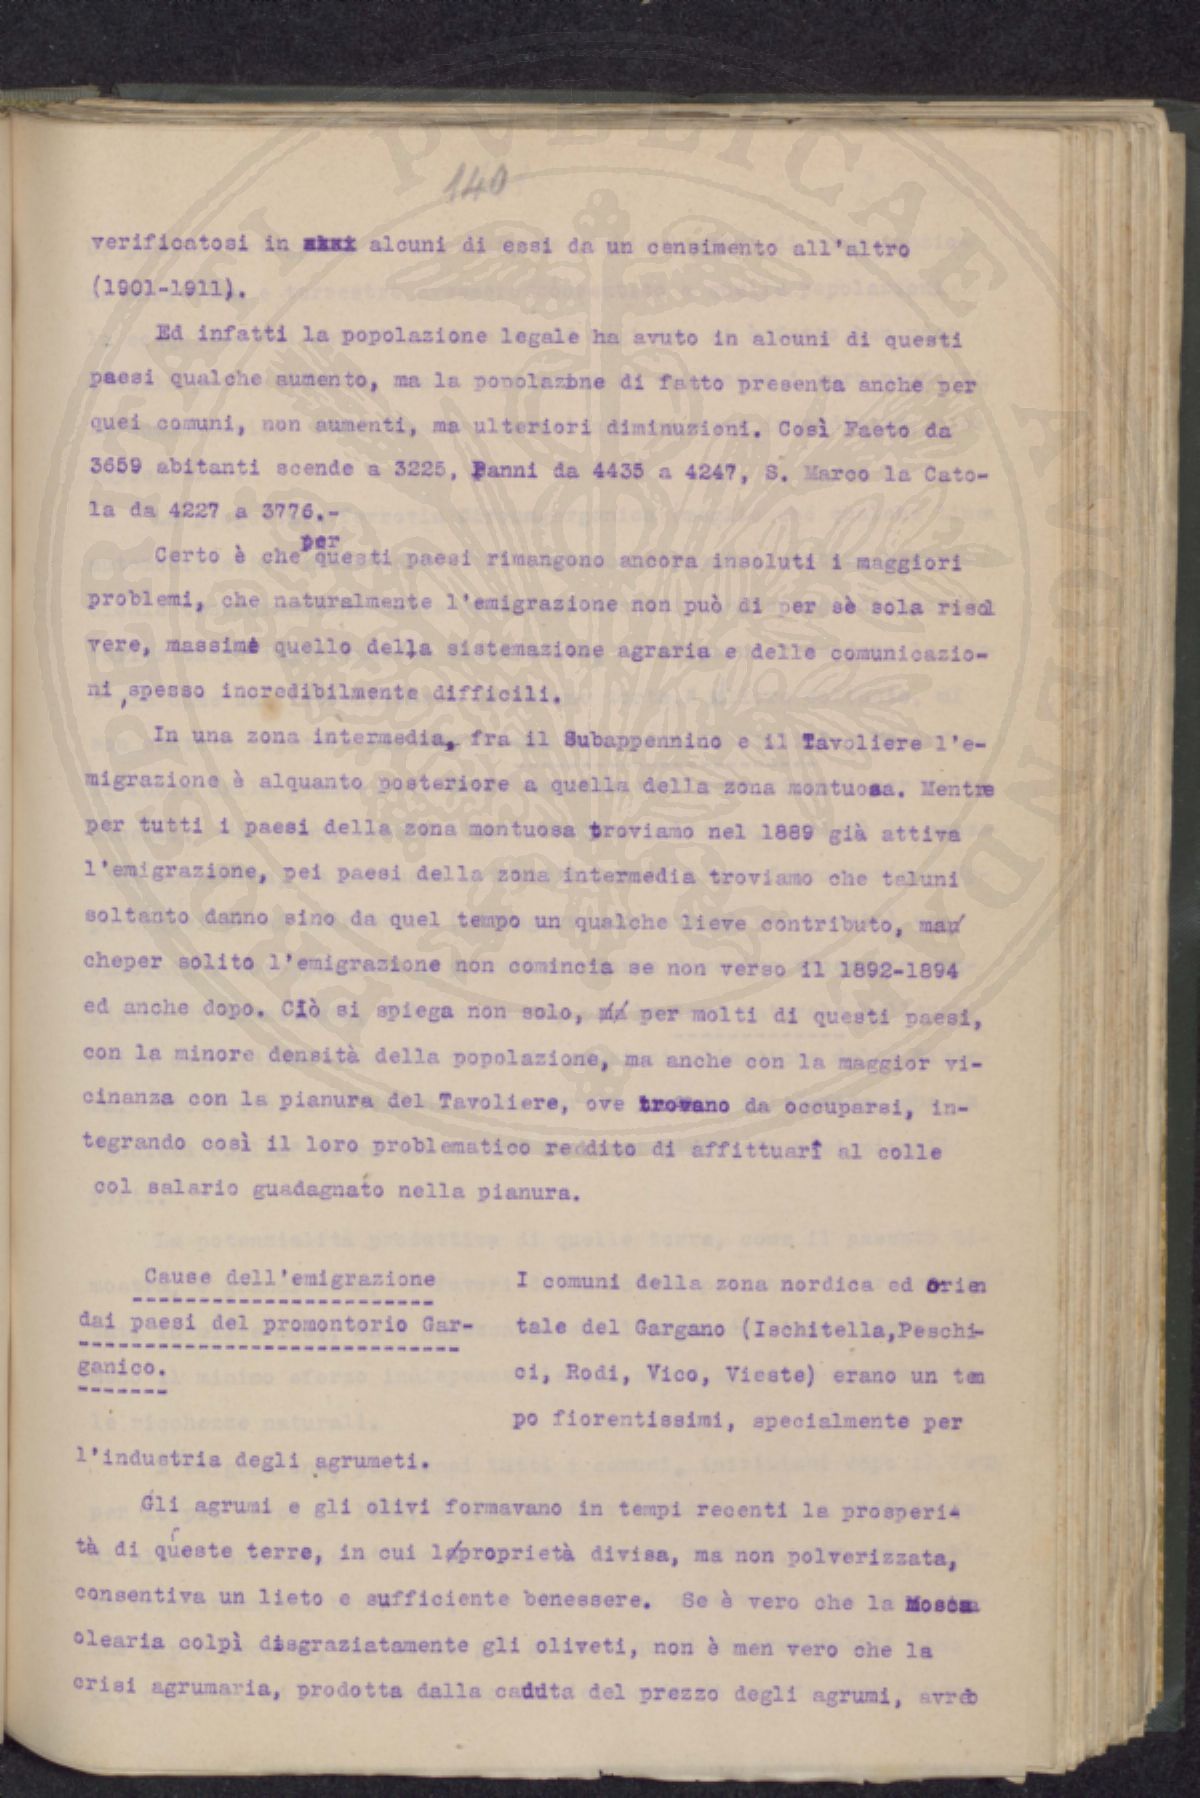 140
verificatosi in alcuni di essi da un censimento all'altro
(1901-1911).
Ed infatti la popolazione legale ha avuto in alcuni di questi
paesi qualche aumento, ma la popolazione di fatto presenta anche per
quei comuni, non aumenti, ma ulteriori diminuzioni. Così Faeto da
3659 abitanti scende a 3225, Panni da 4435 a 4247, S. Marco la Cato-
la da 4227 a 3776.-
Certo è che per questi paesi rimangono ancora insoluti i maggiori
problemi, che naturalmente l'emigrazione non può di per sè sola risol
vere, massime quello della sistemazione agraria e delle comunicazio-
ni, spesso incredibilmente difficili.
In una zona intermedia, fra il Subappennino e il Tavoliere l'e-
migrazione è alquanto posteriore a quella della zona montuosa. Mentre
per tutti i paesi della zona montuosa troviamo nel 1889 già attiva
l'emigrazione, pei paesi della zona intermedia troviamo che taluni
soltanto danno sino da quel tempo un qualche lieve contributo, ma
cheper solito l'emigrazione non comincia se non verso il 1892-1894
ed anche dopo. Ciò si spiega non solo, per molti di questi paesi,
con la minore densità della popolazione, ma anche con la maggior vi-
cinanza con la pianura del Tavoliere, ove trovano da occuparsi, in-
tegrando così il loro problematico reddito di affittuari al colle
col salario guadagnato nella pianura.
Cause dell'emigrazione
dai paesi del promontorio Gar-
ganico.
I comuni della zona nordica ed orien
tale del Gargano (Ischitella,Peschi-
ci, Rodi, Vico, Vieste) erano un tem
po fiorentissimi, specialmente per
l'industria degli agrumeti.
Gli agrumi e gli olivi formavano in tempi recenti la prosperi-
tà di queste terre, in cui la proprietà divisa, ma non polverizzata,
consentiva un lieto e sufficiente benessere. Se è vero che la Mosca
olearia colpì disgraziatamente gli oliveti, non è men vero che la
crisi agrumaria, prodotta dalla caduta del prezzo degli agrumi, avreb